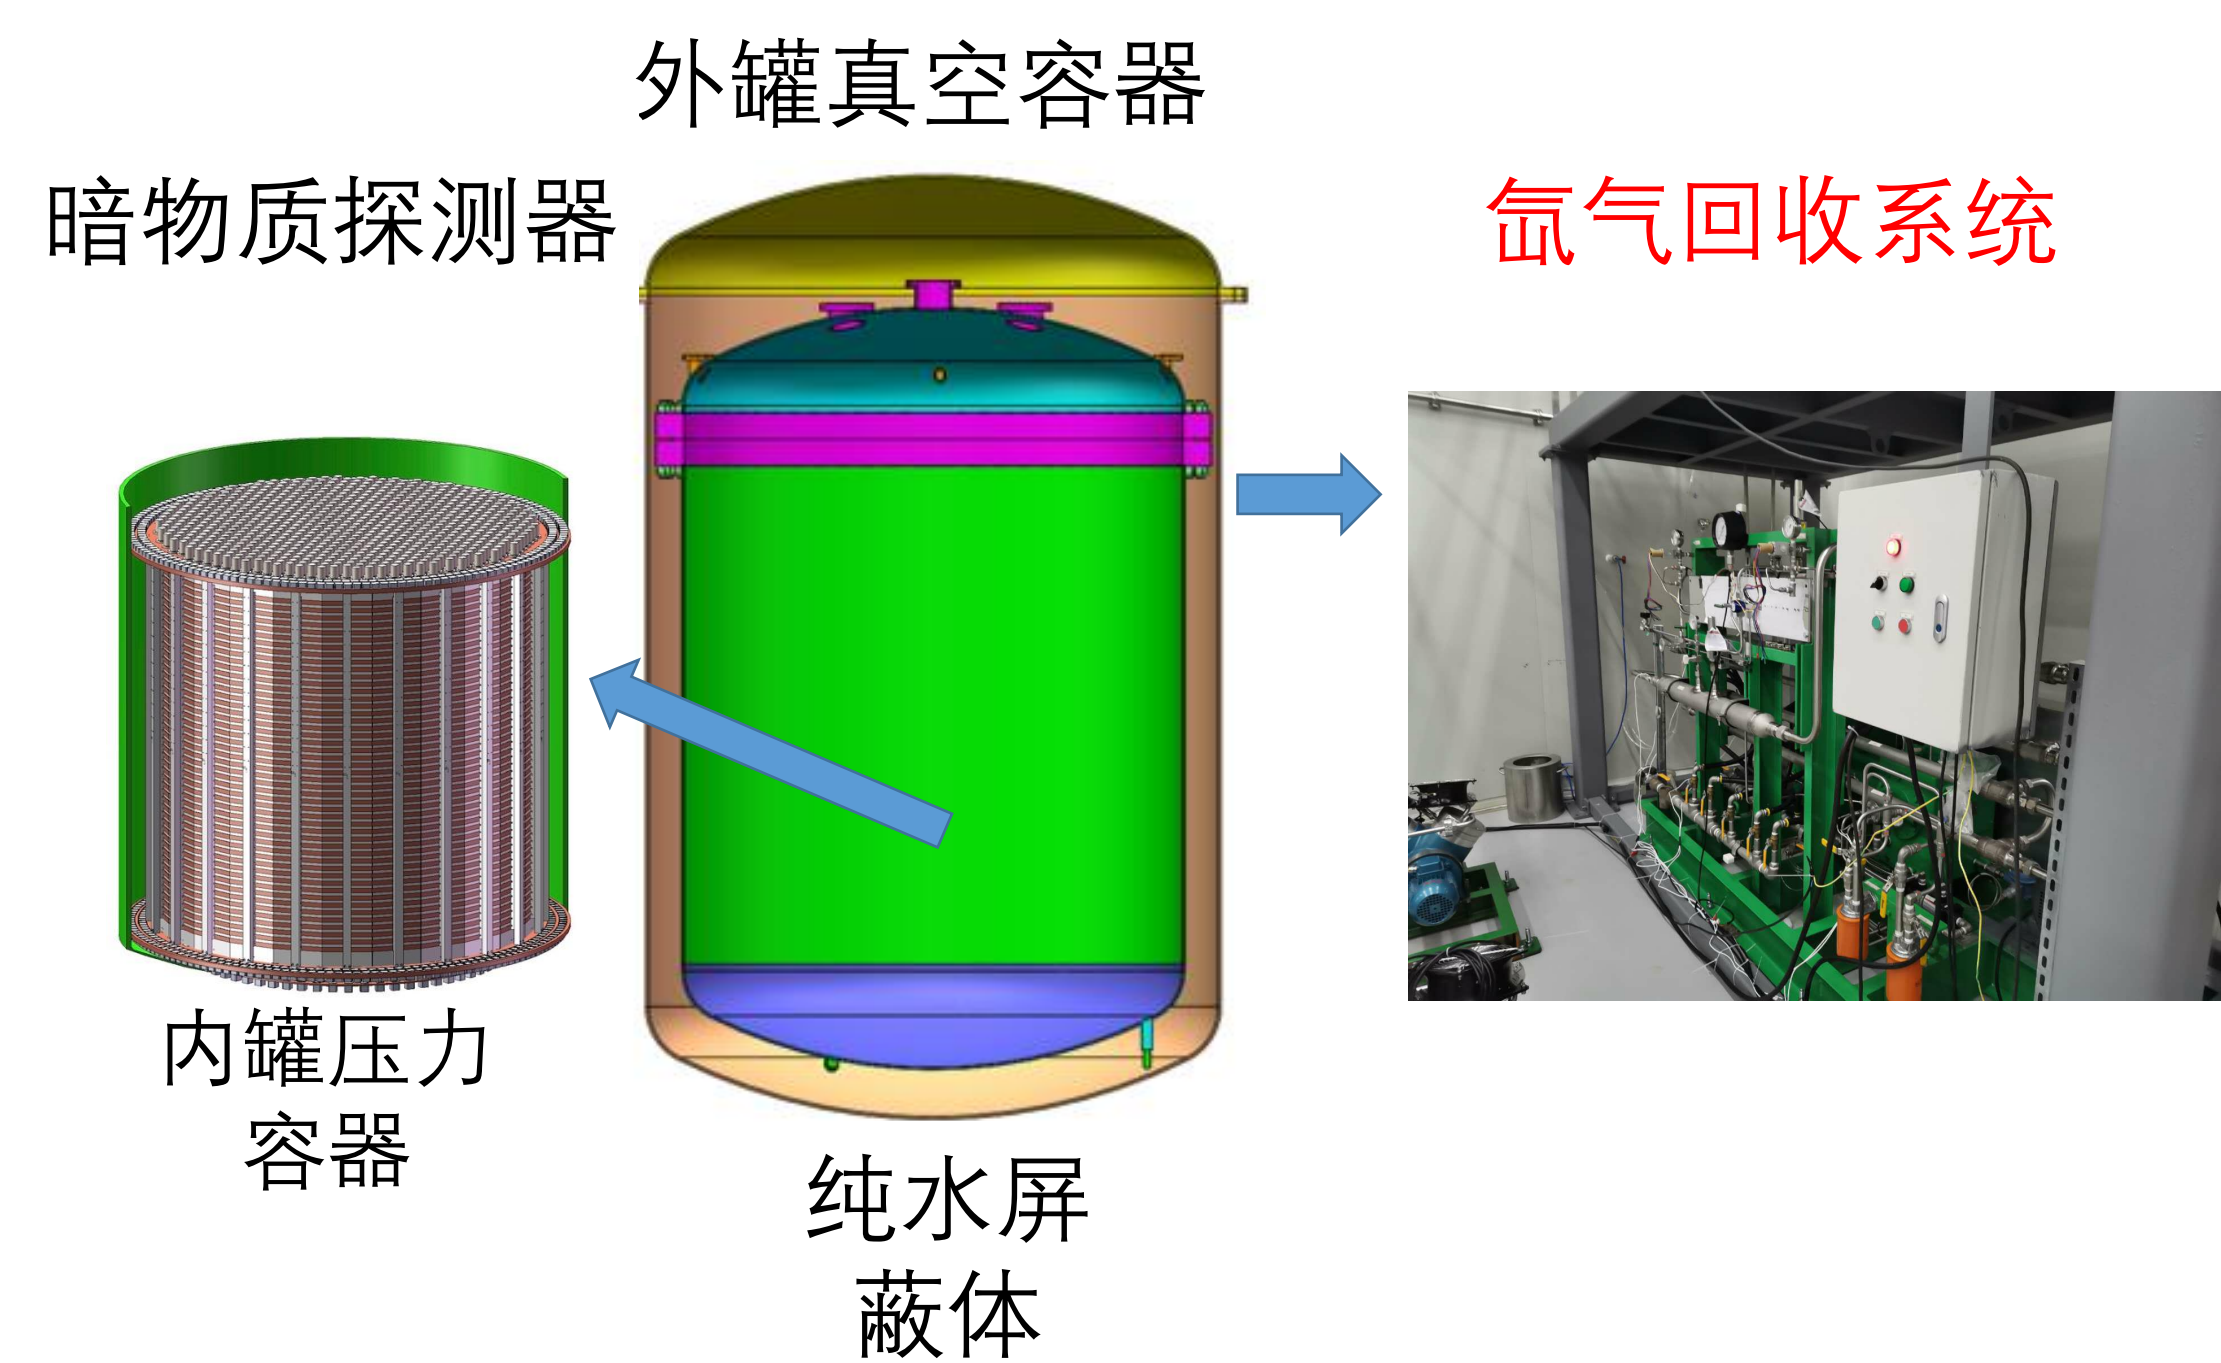 外罐真空容器
暗物质探测器
氙气回收系统
内罐压力
容器
纯水屏
蔽体